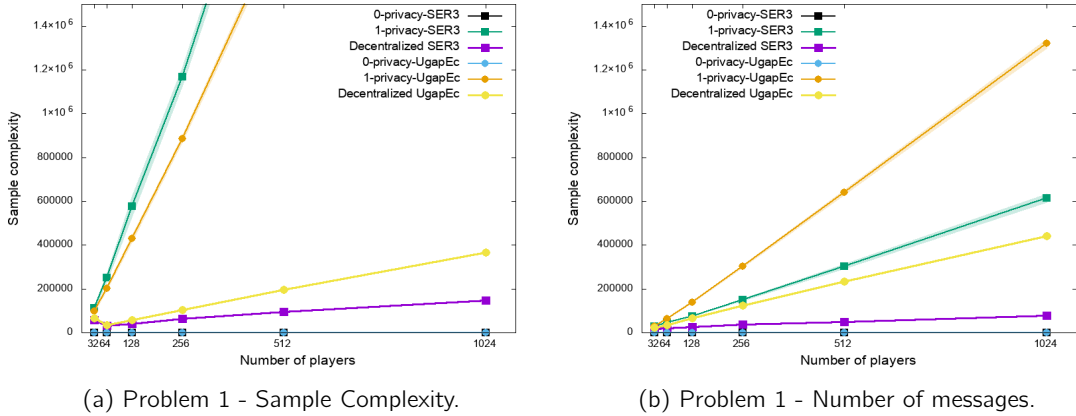 1.4×10⁶
1.2×10⁶
1×10⁶
800000
600000
400000
200000
0
Sample complexity
3264 128 256 512 1024
Number of players
0-privacy-SER3
1-privacy-SER3
Decentralized SER3
0-privacy-UgapEc
1-privacy-UgapEc
Decentralized UgapEc
(a) Problem 1 - Sample Complexity.
1.4×10⁶
1.2×10⁶
1×10⁶
800000
600000
400000
200000
0
Sample complexity
3264 128 256 512 1024
Number of players
0-privacy-SER3
1-privacy-SER3
Decentralized SER3
0-privacy-UgapEc
1-privacy-UgapEc
Decentralized UgapEc
(b) Problem 1 - Number of messages.